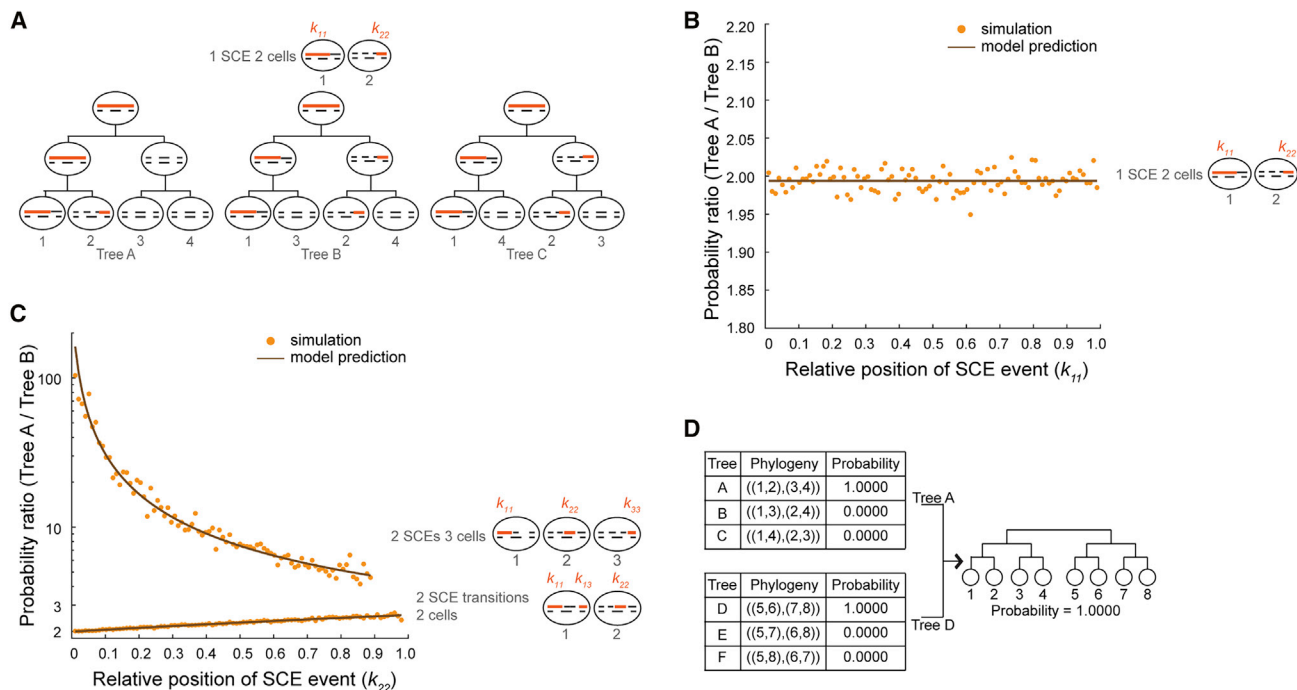 A
k11 k22
1 SCE 2 cells
1 2
1 2 3 4
Tree A
1 3 2 4
Tree B
1 4 2 3
Tree C
B
2.20
2.15
2.10
2.05
2.00
1.95
1.90
1.85
1.80
Probability ratio (Tree A / Tree B)
simulation
model prediction
0 0.1 0.2 0.3 0.4 0.5 0.6 0.7 0.8 0.9 1.0
Relative position of SCE event (k11)
k11 k22
1 SCE 2 cells
1 2
C
100
10
3
2
Probability ratio (Tree A / Tree B)
simulation
model prediction
0 0.1 0.2 0.3 0.4 0.5 0.6 0.7 0.8 0.9 1.0
Relative position of SCE event (k22)
k11 k22 k33
2 SCEs 3 cells
1 2 3
k11 k13 k22
2 SCE transitions
2 cells
1 2
D
Tree Phylogeny Probability
A ((1,2),(3,4)) 1.0000
B ((1,3),(2,4)) 0.0000
C ((1,4),(2,3)) 0.0000
Tree A
Tree Phylogeny Probability
D ((5,6),(7,8)) 1.0000
E ((5,7),(6,8)) 0.0000
F ((5,8),(6,7)) 0.0000
Tree D
1 2 3 4 5 6 7 8
Probability = 1.0000